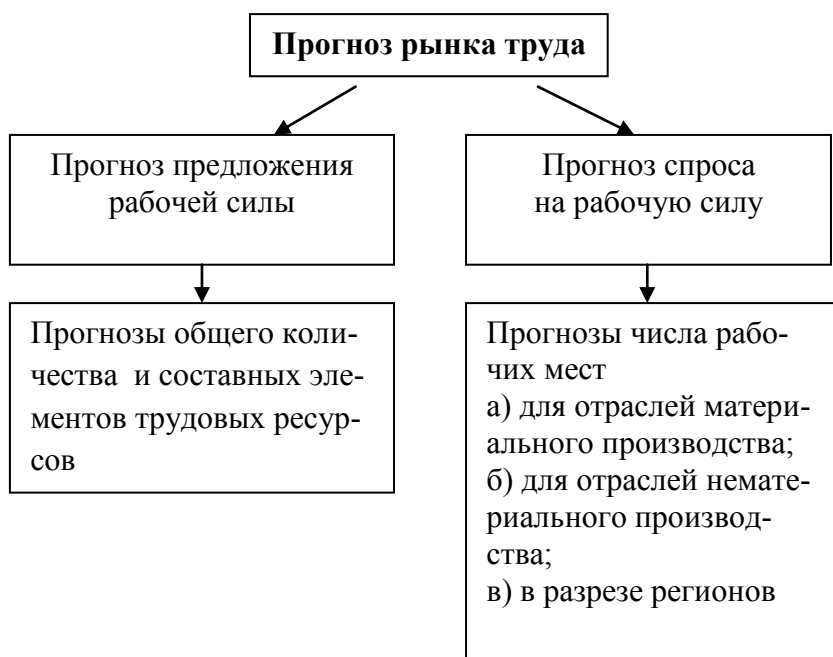 Прогноз рынка труда
Прогноз предложения
рабочей силы
Прогноз спроса
на рабочую силу
Прогнозы общего коли-
чества и составных эле-
ментов трудовых ресур-
сов
Прогнозы числа рабо-
чих мест
а) для отраслей матери-
ального производства;
б) для отраслей немате-
риального производ-
ства;
в) в разрезе регионов